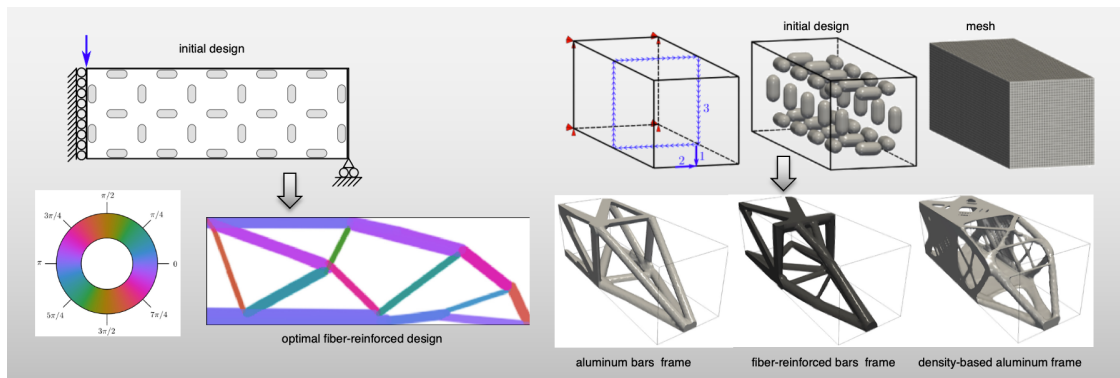 initial design
π/2
3π/4
π/4
π
0
5π/4
7π/4
3π/2
optimal fiber-reinforced design
initial design
mesh
3
2
1
aluminum bars frame
fiber-reinforced bars frame
density-based aluminum frame